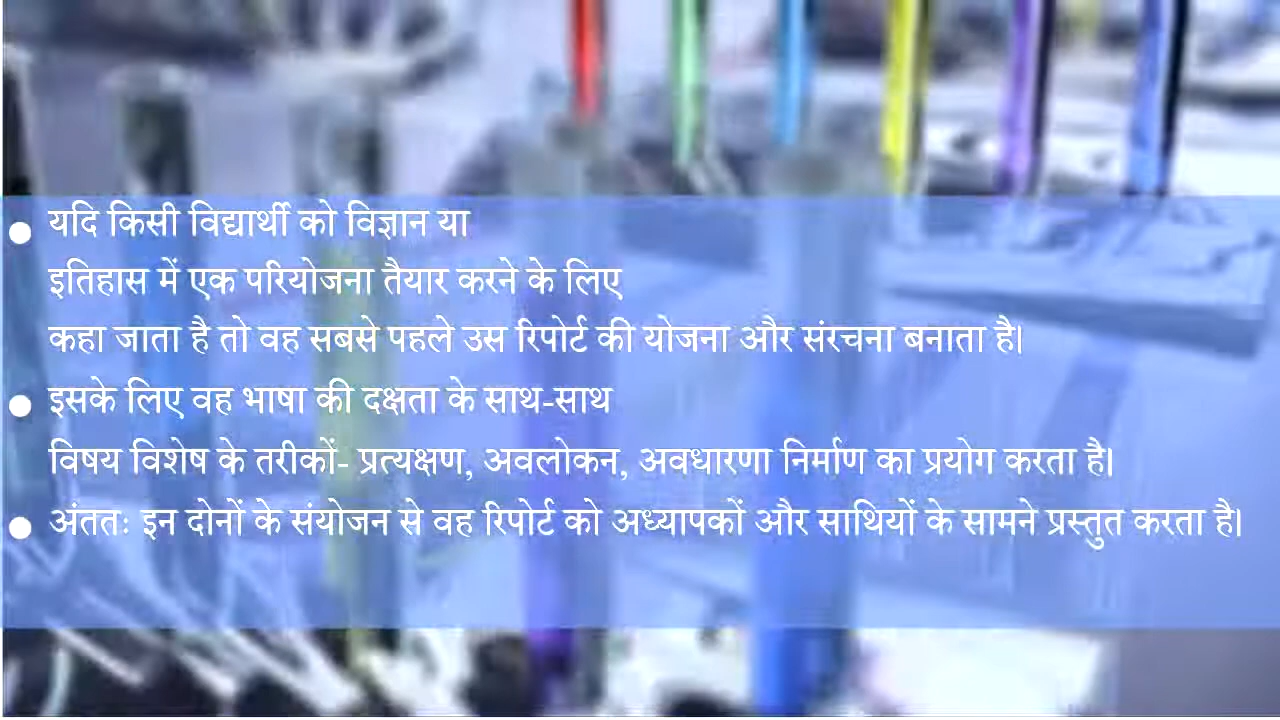 • यदि किसी विद्यार्थी को विज्ञान या
इतिहास में एक परियोजना तैयार करने के लिए
कहा जाता है तो वह सबसे पहले उस रिपोर्ट की योजना और संरचना बनाता है।
• इसके लिए वह भाषा की दक्षता के साथ-साथ
विषय विशेष के तरीकों- प्रत्यक्षण, अवलोकन, अवधारणा निर्माण का प्रयोग करता है।
• अंततः इन दोनों के संयोजन से वह रिपोर्ट को अध्यापकों और साथियों के सामने प्रस्तुत करता है।